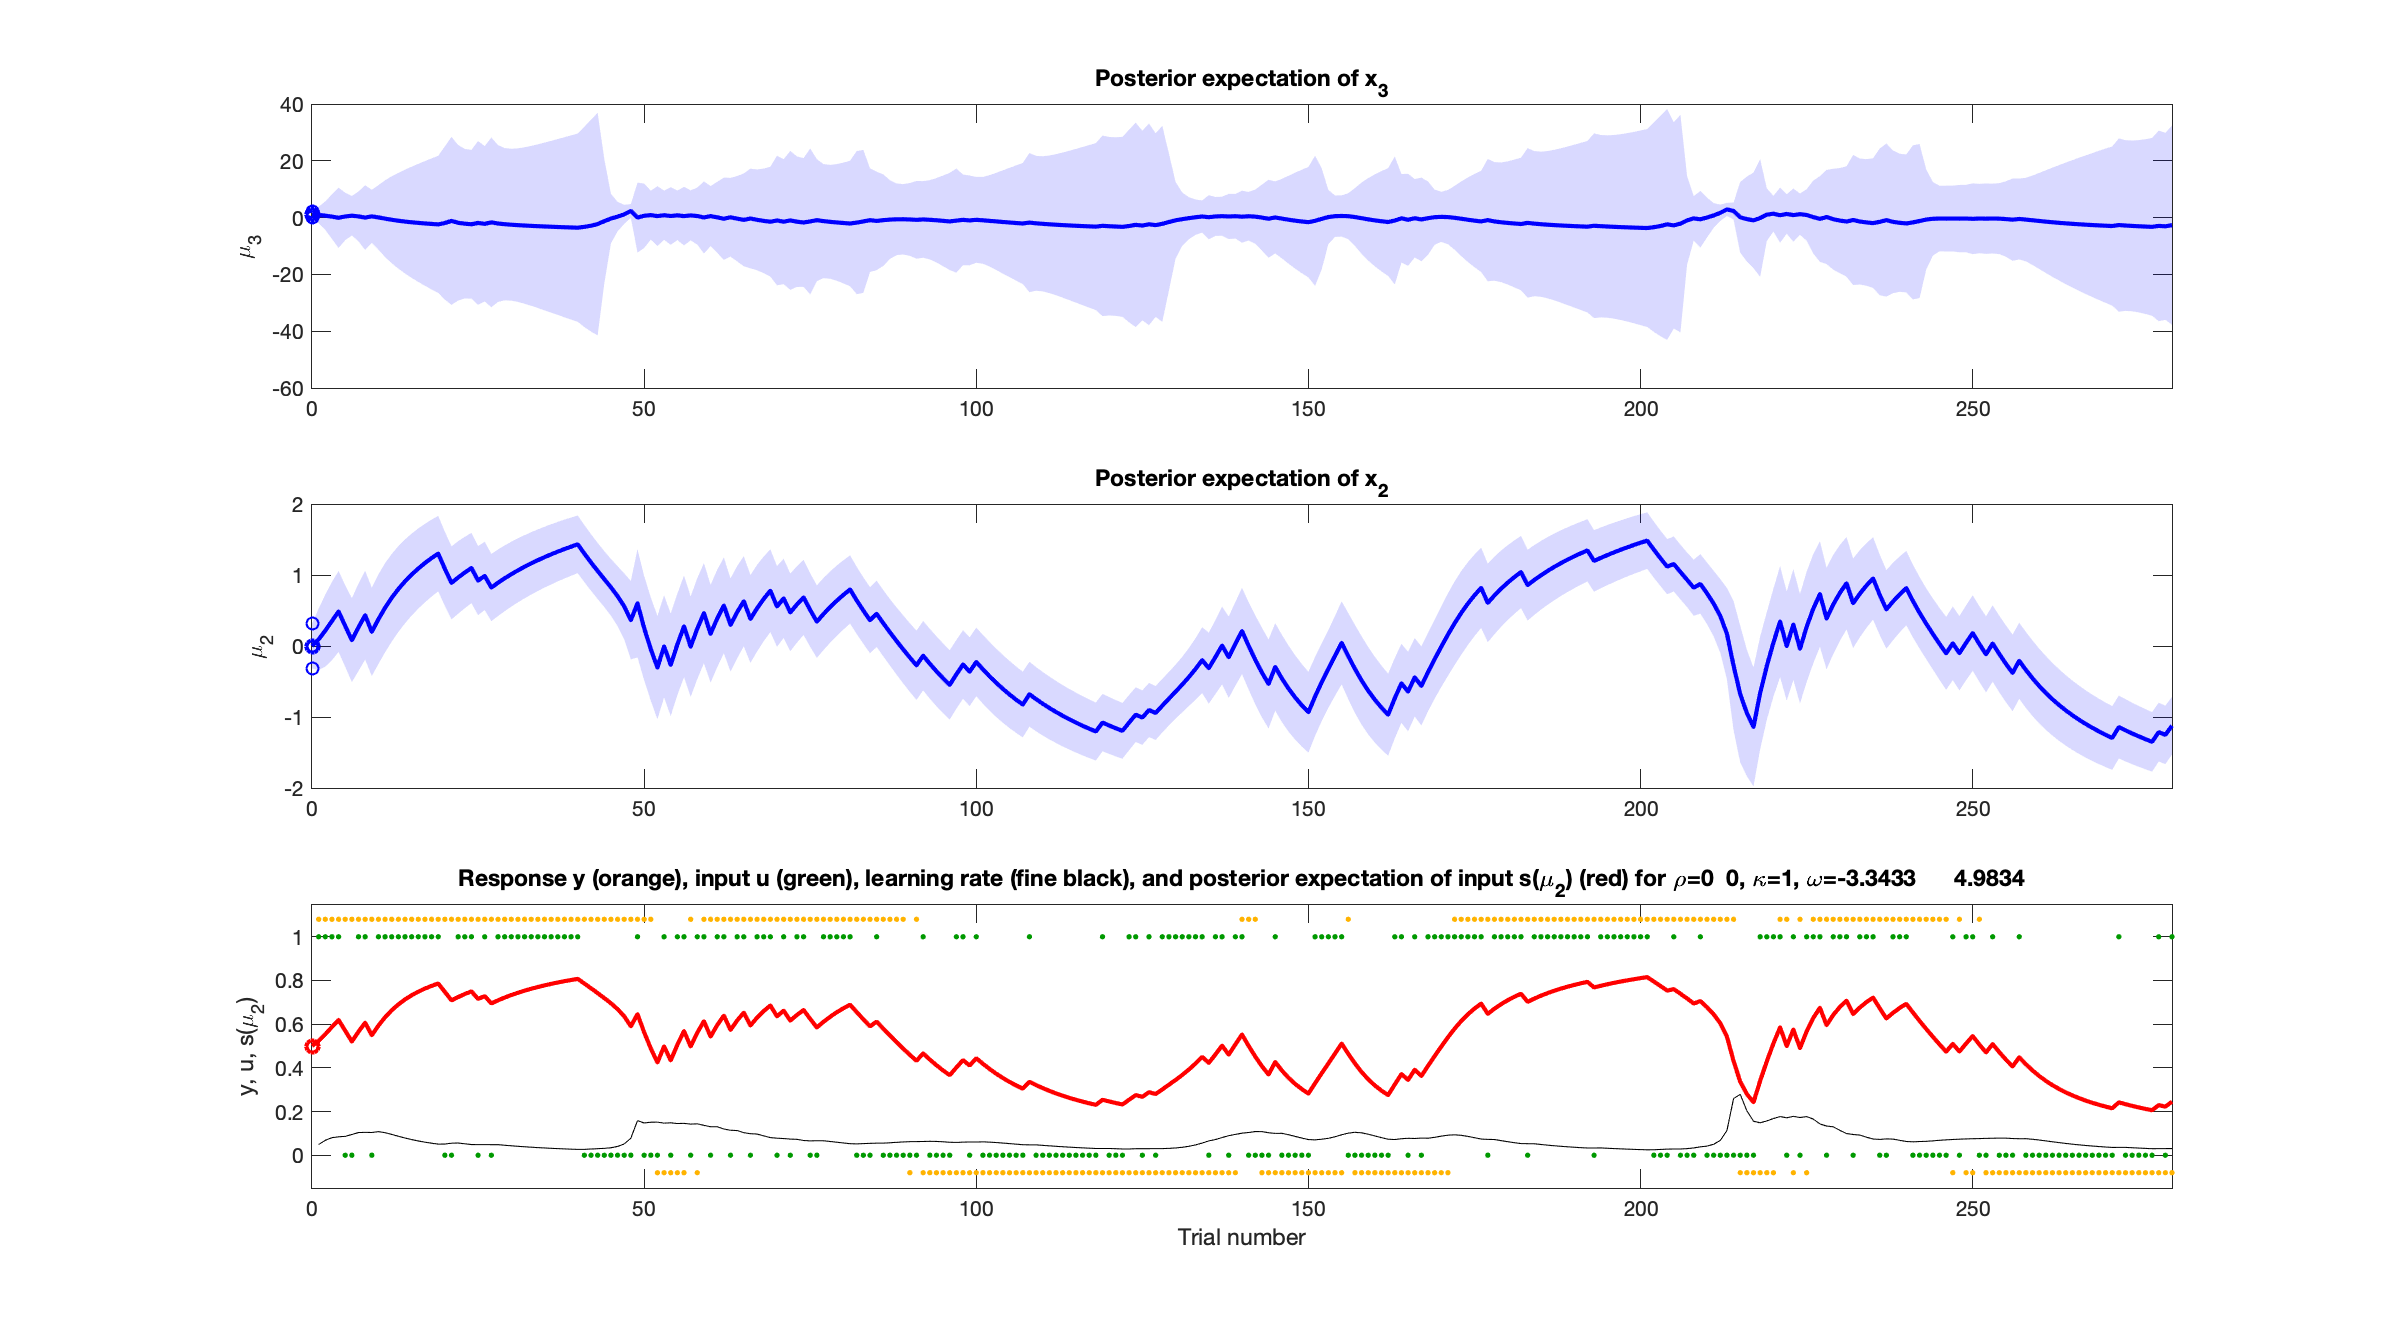 Posterior expectation of x3
40
20
0
-20
-40
-60
μ3
0 50 100 150 200 250
Posterior expectation of x2
2
1
0
-1
-2
μ2
0 50 100 150 200 250
Response y (orange), input u (green), learning rate (fine black), and posterior expectation of input s(μ2) (red) for ρ=0 0, κ=1, ω=-3.3433 4.9834
1
0.8
0.6
0.4
0.2
0
y, u, s(μ2)
0 50 100 150 200 250
Trial number